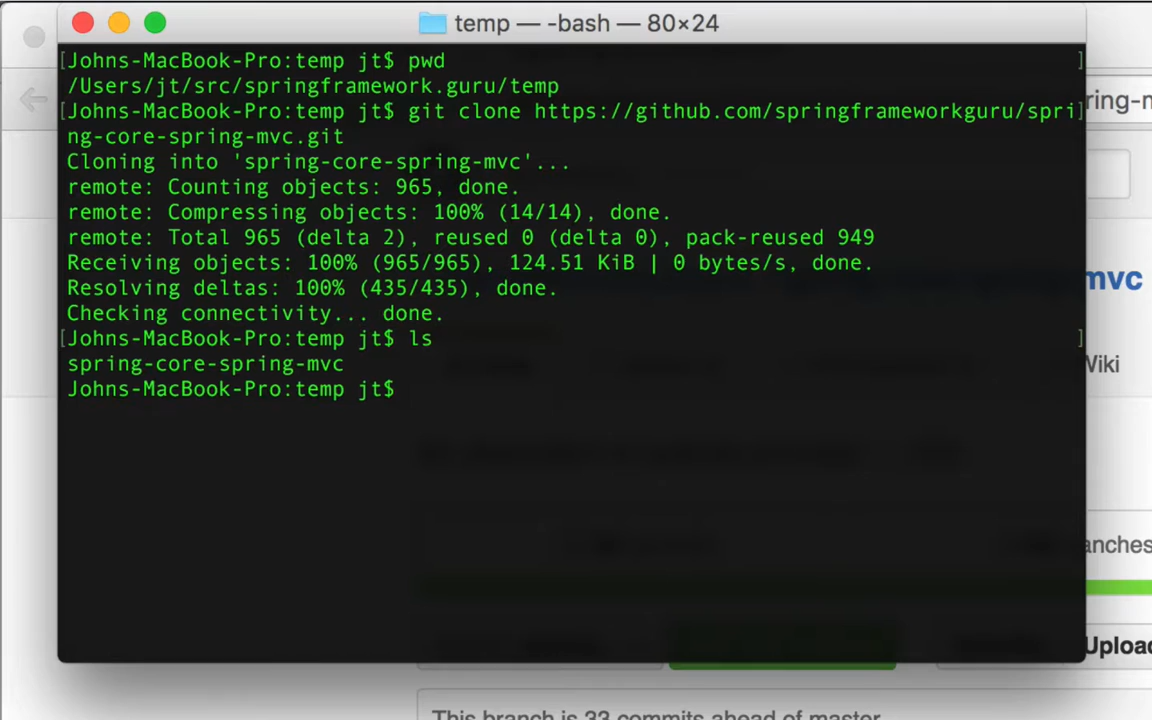 temp — -bash — 80×24
[Johns-MacBook-Pro:temp jt$ pwd ]
/Users/jt/src/springframework.guru/temp
[Johns-MacBook-Pro:temp jt$ git clone https://github.com/springframeworkguru/spri]
ng-core-spring-mvc.git
Cloning into 'spring-core-spring-mvc'...
remote: Counting objects: 965, done.
remote: Compressing objects: 100% (14/14), done.
remote: Total 965 (delta 2), reused 0 (delta 0), pack-reused 949
Receiving objects: 100% (965/965), 124.51 KiB | 0 bytes/s, done.
Resolving deltas: 100% (435/435), done.
Checking connectivity... done.
[Johns-MacBook-Pro:temp jt$ ls ]
spring-core-spring-mvc
Johns-MacBook-Pro:temp jt$
ring-m
mvc
Wiki
anches
Upload
This branch is 33 commits ahead of master